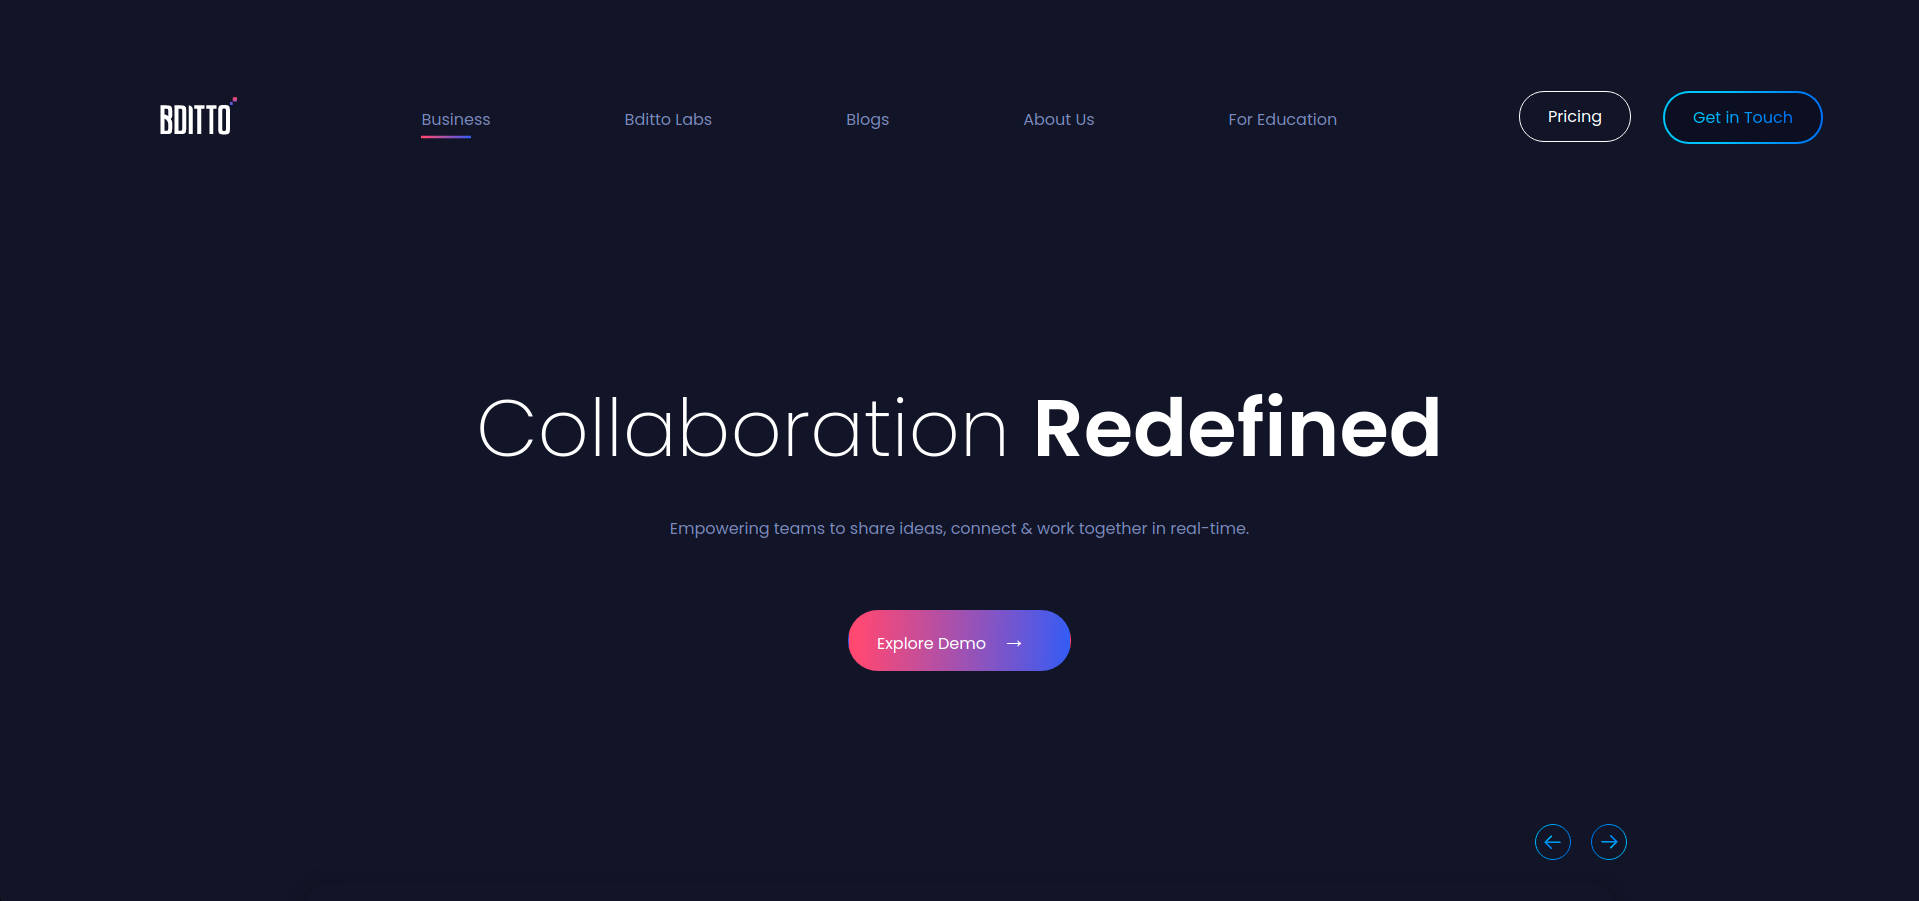 BDITTO
Business
Bditto Labs
Blogs
About Us
For Education
Pricing
Get in Touch
Collaboration Redefined
Empowering teams to share ideas, connect & work together in real-time.
Explore Demo →